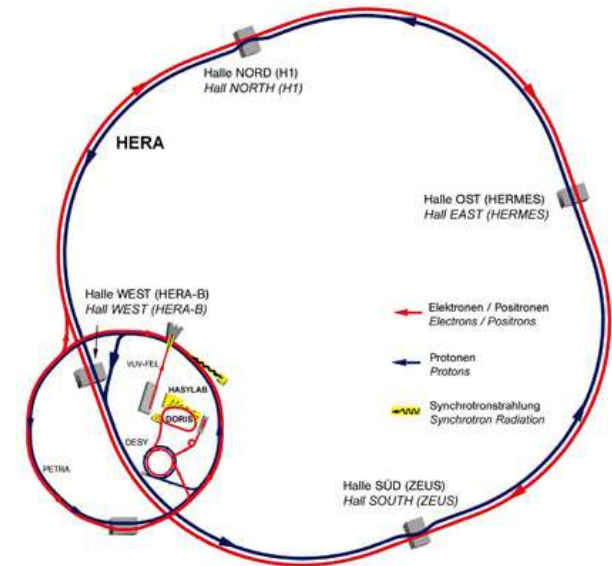 Halle NORD (H1)
Hall NORTH (H1)
HERA
Halle OST (HERMES)
Hall EAST (HERMES)
Halle WEST (HERA-B)
Hall WEST (HERA-B)
Elektronen / Positronen
Electrons / Positrons
Protonen
Protons
Synchrotronstrahlung
Synchrotron Radiation
VUV-FEL
HASYLAB
DORIS
DESY
PETRA
Halle SÜD (ZEUS)
Hall SOUTH (ZEUS)